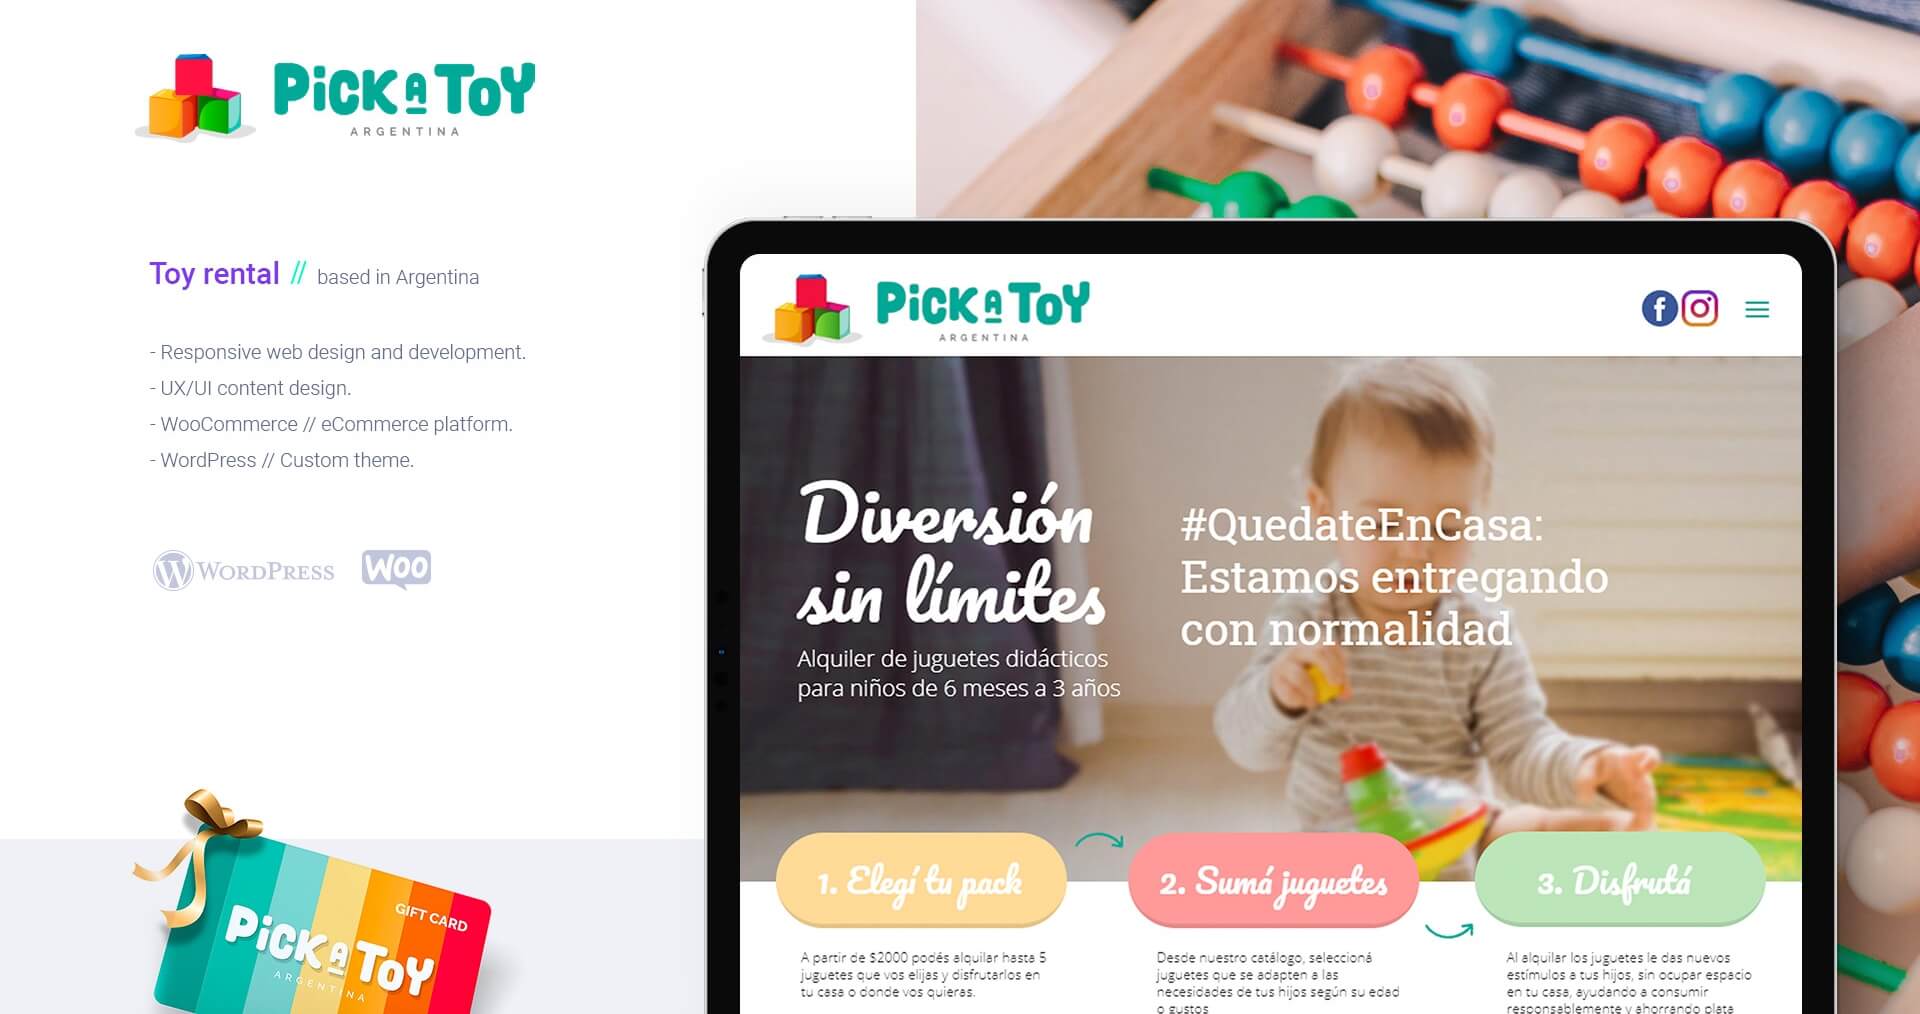 PiCK A ToY
ARGENTINA
Toy rental // based in Argentina
- Responsive web design and development.
- UX/UI content design.
- WooCommerce // eCommerce platform.
- WordPress // Custom theme.
WORDPRESS
WOO
GIFT CARD
PiCK A ToY
ARGENTINA
PiCK A ToY
ARGENTINA
Diversión
sin límites
Alquiler de juguetes didácticos
para niños de 6 meses a 3 años
#QuedateEnCasa:
Estamos entregando
con normalidad
1. Elegí tu pack
A partir de $2000 podés alquilar hasta 5
juguetes que vos elijas y disfrutarlos en
tu casa o donde vos quieras.
2. Sumá juguetes
Desde nuestro catálogo, seleccioná
juguetes que se adapten a las
necesidades de tus hijos según su edad
o gustos
3. Disfrutá
Al alquilar los juguetes le das nuevos
estímulos a tus hijos, sin ocupar espacio
en tu casa, ayudando a consumir
responsablemente y ahorrando plata